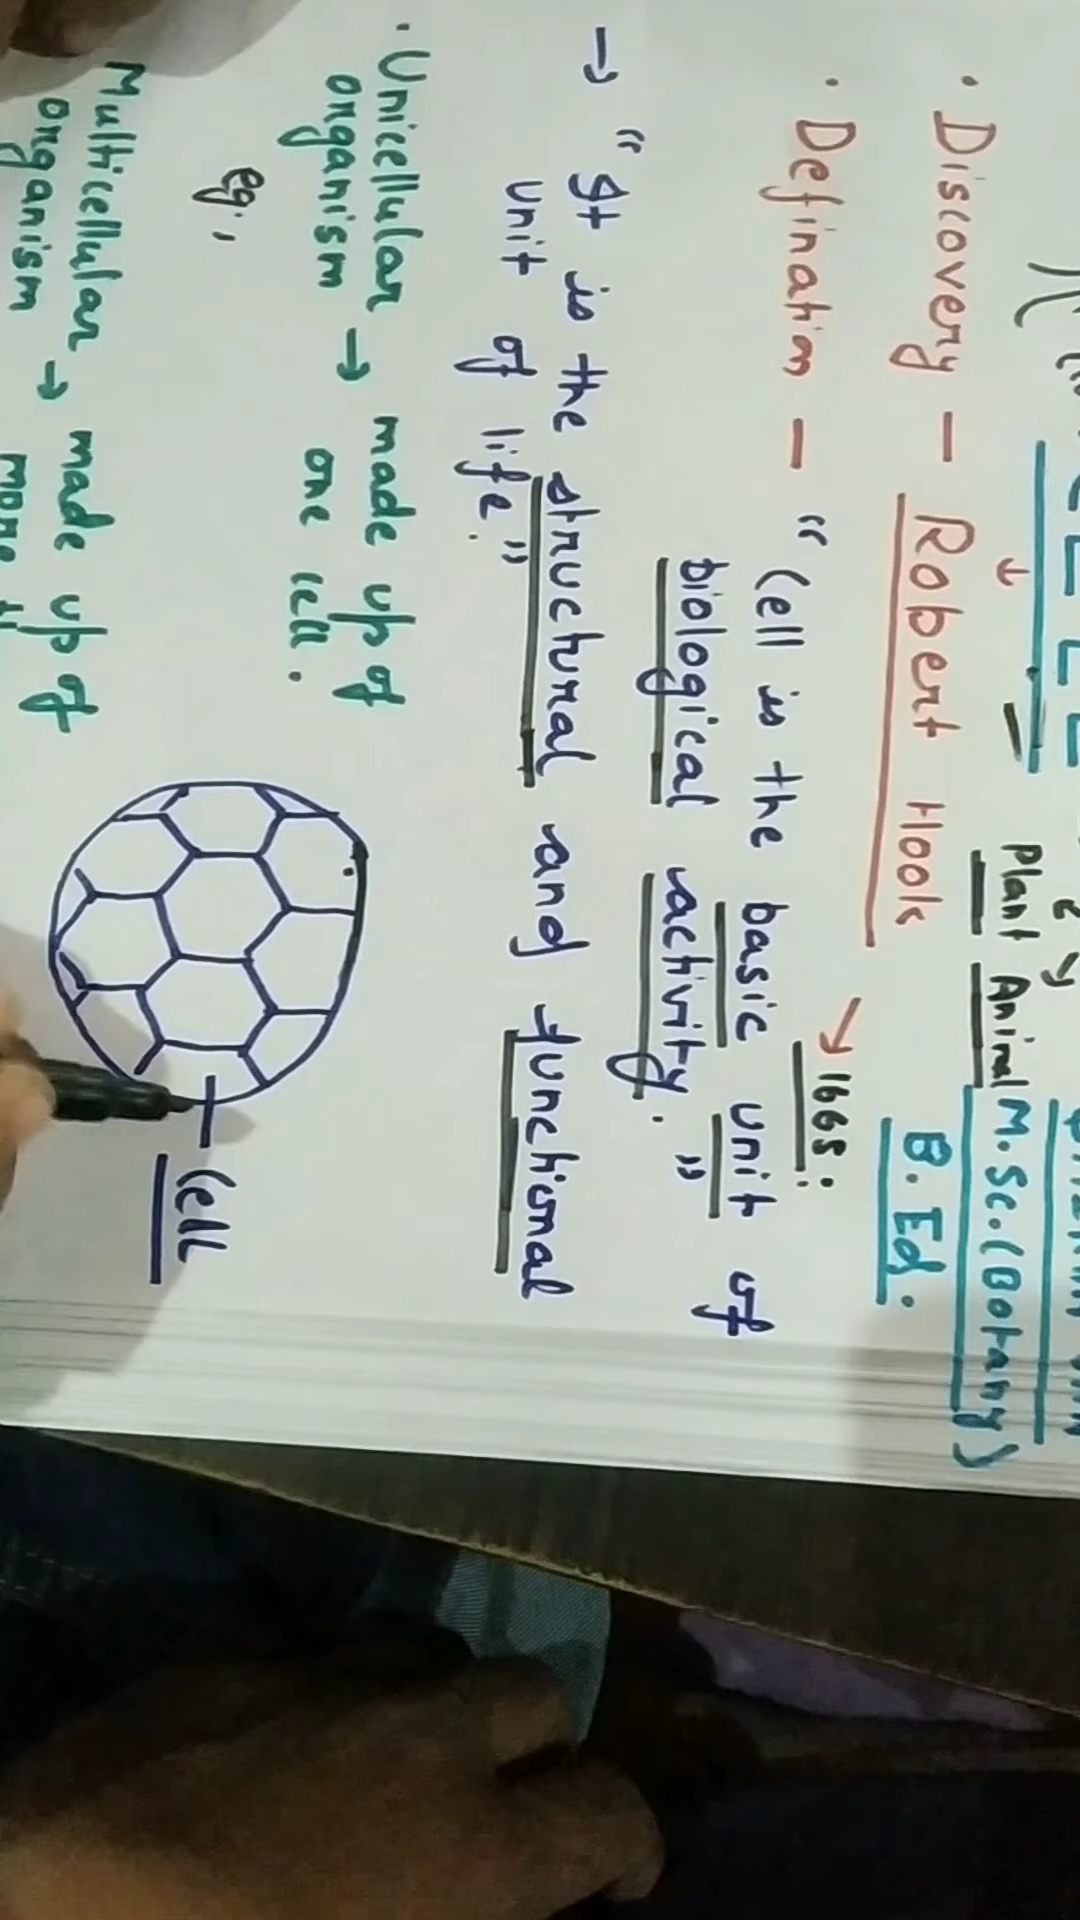 CELL
Plant Animal
M.Sc.(Botany)
B.Ed.
• Discovery – Robert Hook → 1665:
• Defination – "Cell is the basic unit of
biological activity."
→ "It is the structural and functional
unit of life."
• Unicellular → made up of
organism one cell.
eg.,
Cell
Multicellular → made up of
organism